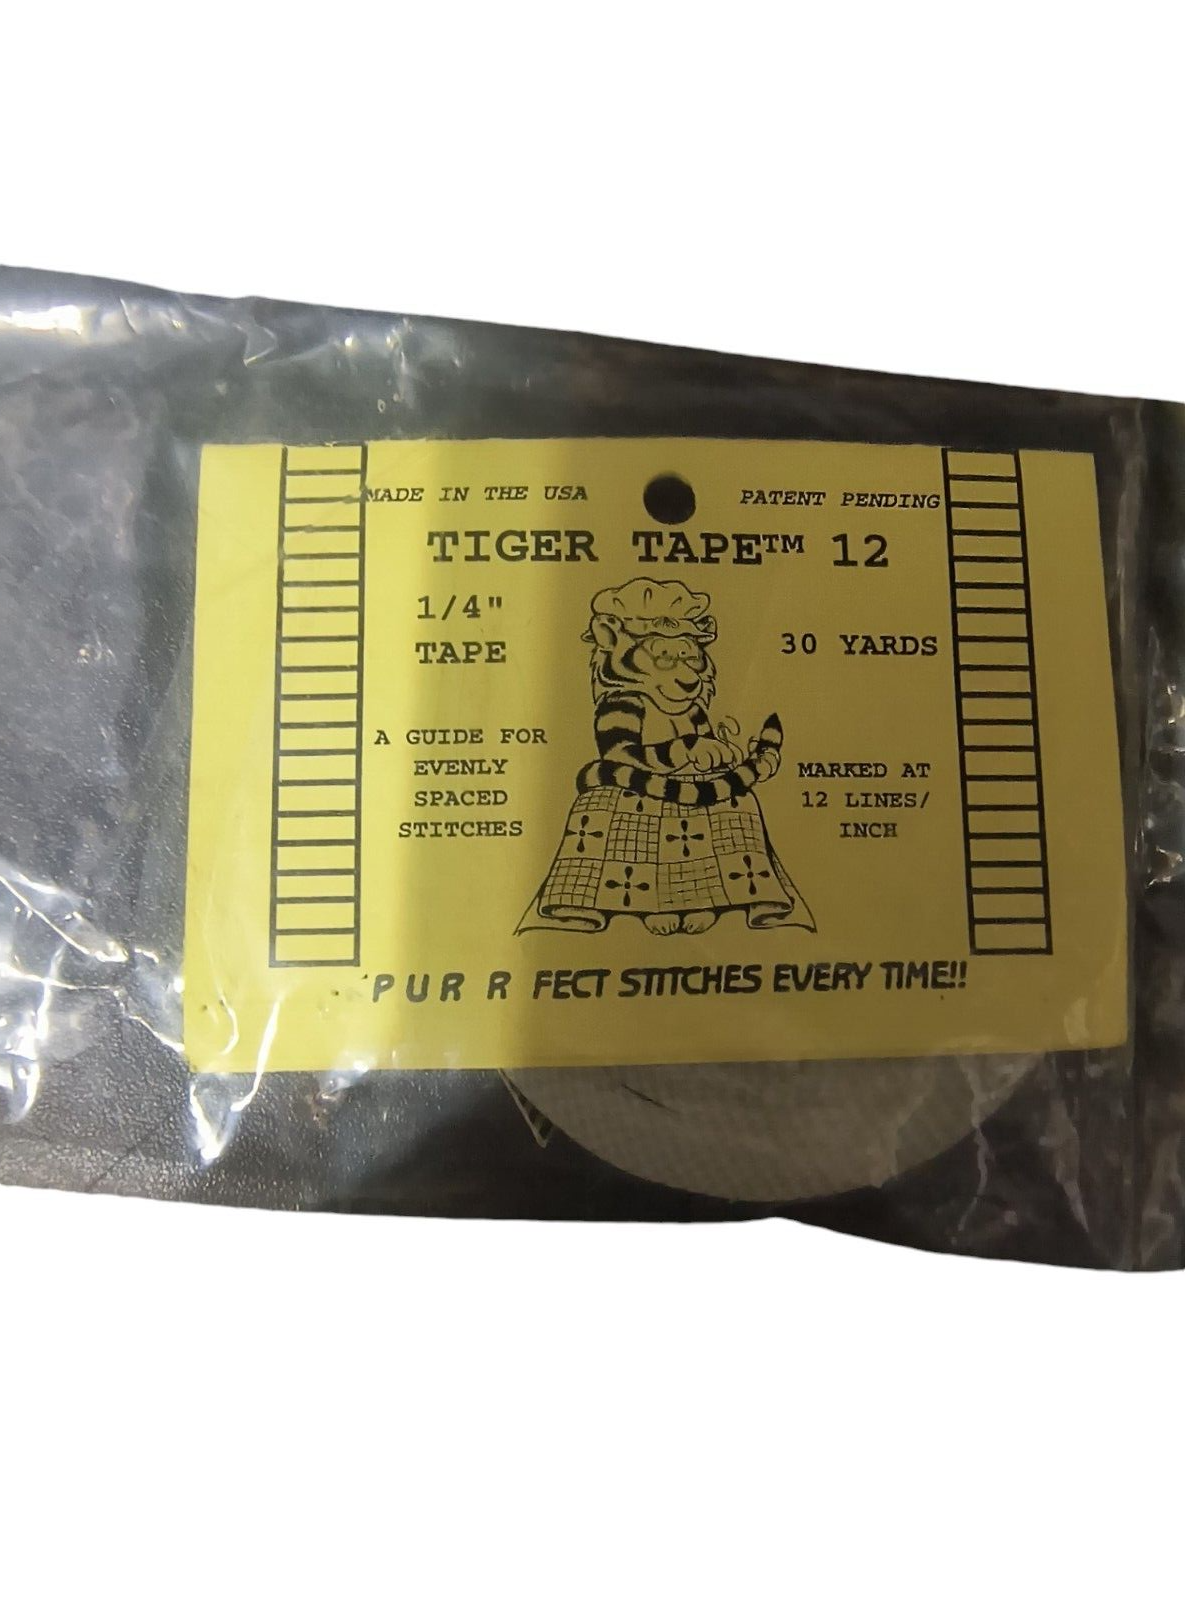 MADE IN THE USA
PATENT PENDING
TIGER TAPE™ 12
1/4"
TAPE
30 YARDS
A GUIDE FOR
EVENLY
SPACED
STITCHES
MARKED AT
12 LINES/
INCH
'PUR R FECT STITCHES EVERY TIME!!